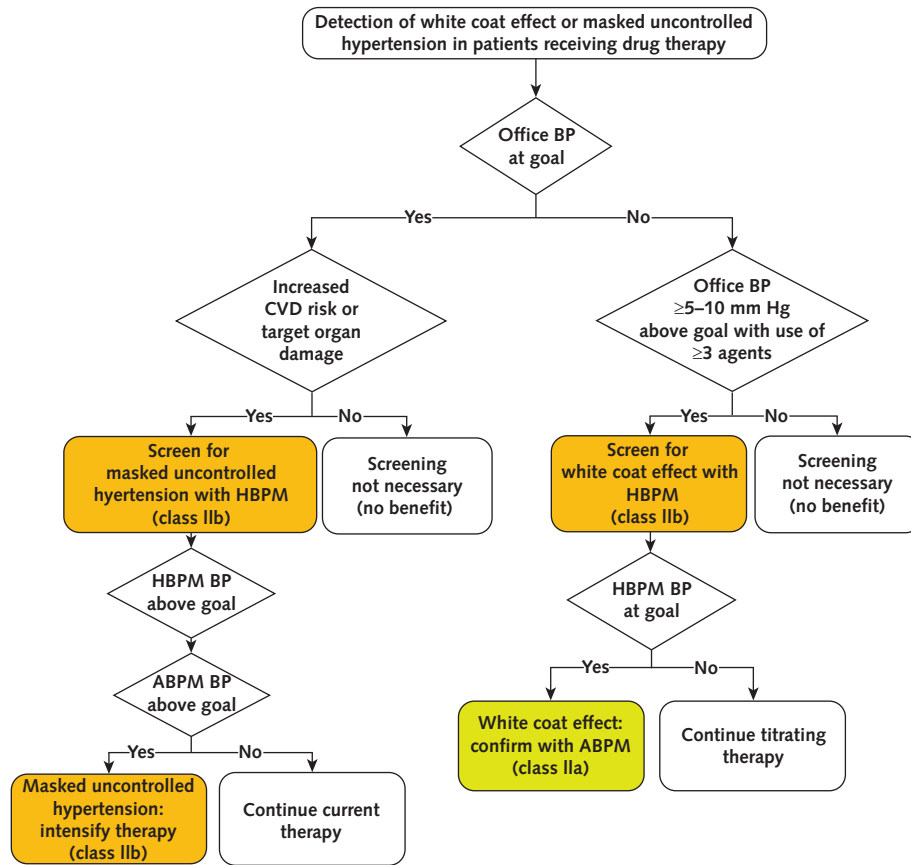 Detection of white coat effect or masked uncontrolled
hypertension in patients receiving drug therapy
Office BP
at goal
Yes
No
Increased
CVD risk or
target organ
damage
Office BP
≥5–10 mm Hg
above goal with use of
≥3 agents
Yes
No
Yes
No
Screen for
masked uncontrolled
hyertension with HBPM
(class llb)
Screening
not necessary
(no benefit)
Screen for
white coat effect with
HBPM
(class llb)
Screening
not necessary
(no benefit)
HBPM BP
above goal
HBPM BP
at goal
ABPM BP
above goal
Yes
No
White coat effect:
confirm with ABPM
(class lla)
Continue titrating
therapy
Yes
No
Masked uncontrolled
hypertension:
intensify therapy
(class llb)
Continue current
therapy